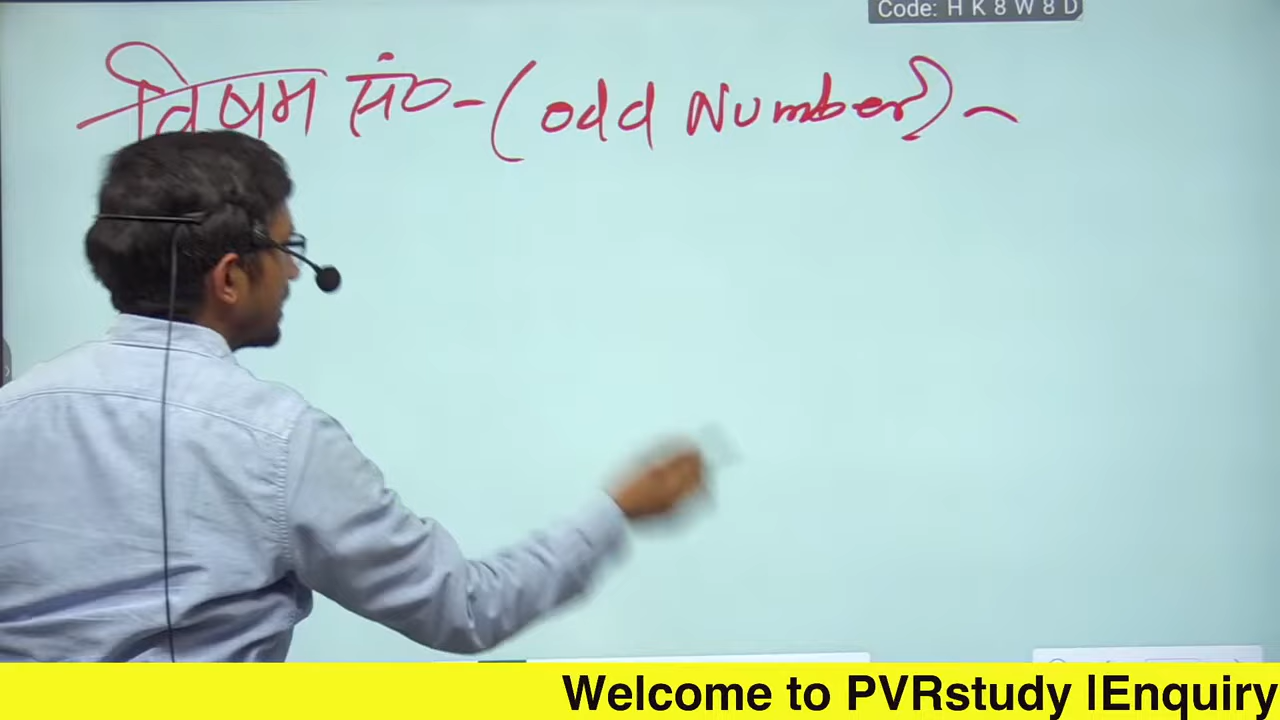 Code: H K 8 W 8 D
विषम सं० - (odd Number) -
Welcome to PVRstudy |Enquiry